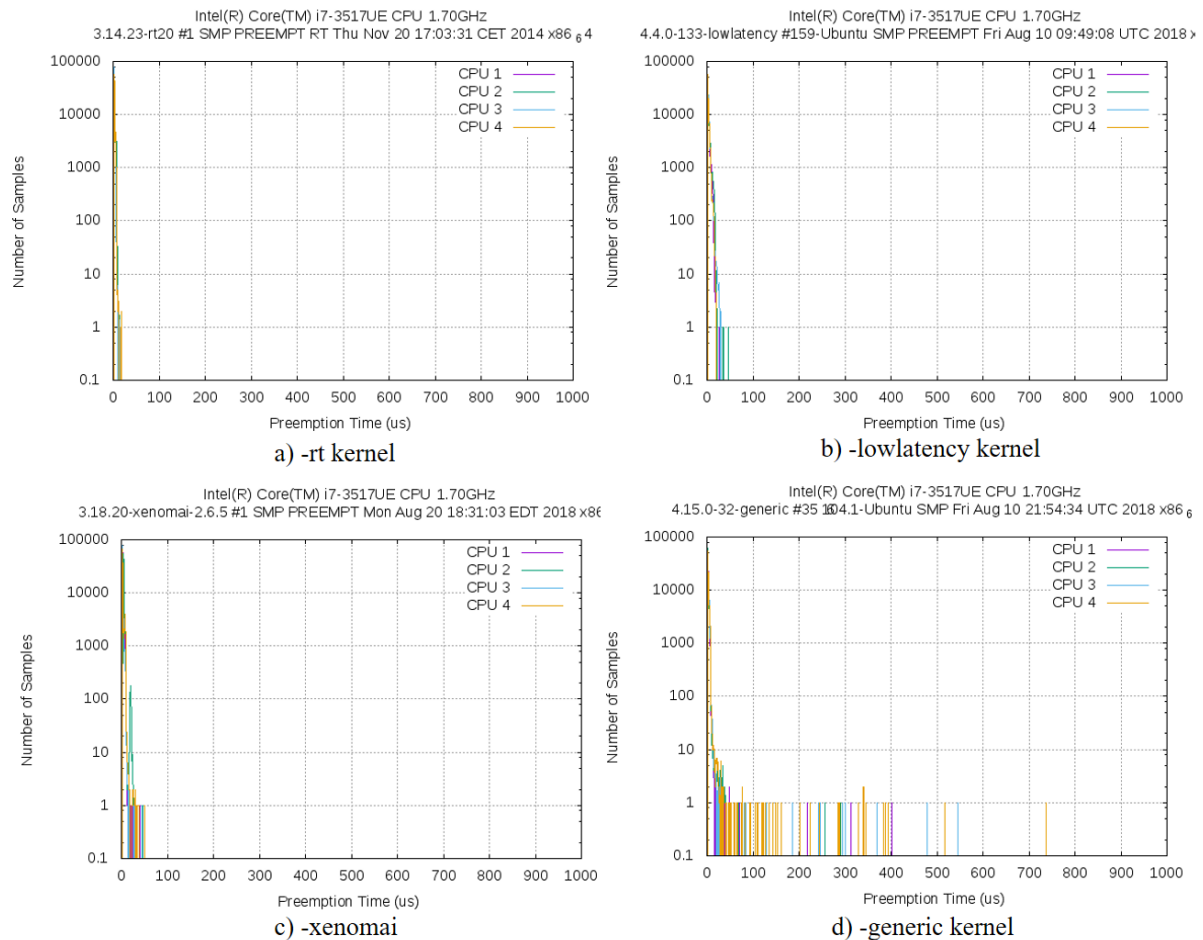 Intel(R) Core(TM) i7-3517UE CPU 1.70GHz
3.14.23-rt20 #1 SMP PREEMPT RT Thu Nov 20 17:03:31 CET 2014 x86 6 4
100000
10000
1000
100
10
1
0.1
Number of Samples
CPU 1
CPU 2
CPU 3
CPU 4
0 100 200 300 400 500 600 700 800 900 1000
Preemption Time (us)
a) -rt kernel
Intel(R) Core(TM) i7-3517UE CPU 1.70GHz
4.4.0-133-lowlatency #159-Ubuntu SMP PREEMPT Fri Aug 10 09:49:08 UTC 2018 x
100000
10000
1000
100
10
1
0.1
Number of Samples
CPU 1
CPU 2
CPU 3
CPU 4
0 100 200 300 400 500 600 700 800 900 1000
Preemption Time (us)
b) -lowlatency kernel
Intel(R) Core(TM) i7-3517UE CPU 1.70GHz
3.18.20-xenomai-2.6.5 #1 SMP PREEMPT Mon Aug 20 18:31:03 EDT 2018 x86
100000
10000
1000
100
10
1
0.1
Number of Samples
CPU 1
CPU 2
CPU 3
CPU 4
0 100 200 300 400 500 600 700 800 900 1000
Preemption Time (us)
c) -xenomai
Intel(R) Core(TM) i7-3517UE CPU 1.70GHz
4.15.0-32-generic #35 04.1-Ubuntu SMP Fri Aug 10 21:54:34 UTC 2018 x86 6
100000
10000
1000
100
10
1
0.1
Number of Samples
CPU 1
CPU 2
CPU 3
CPU 4
0 100 200 300 400 500 600 700 800 900 1000
Preemption Time (us)
d) -generic kernel